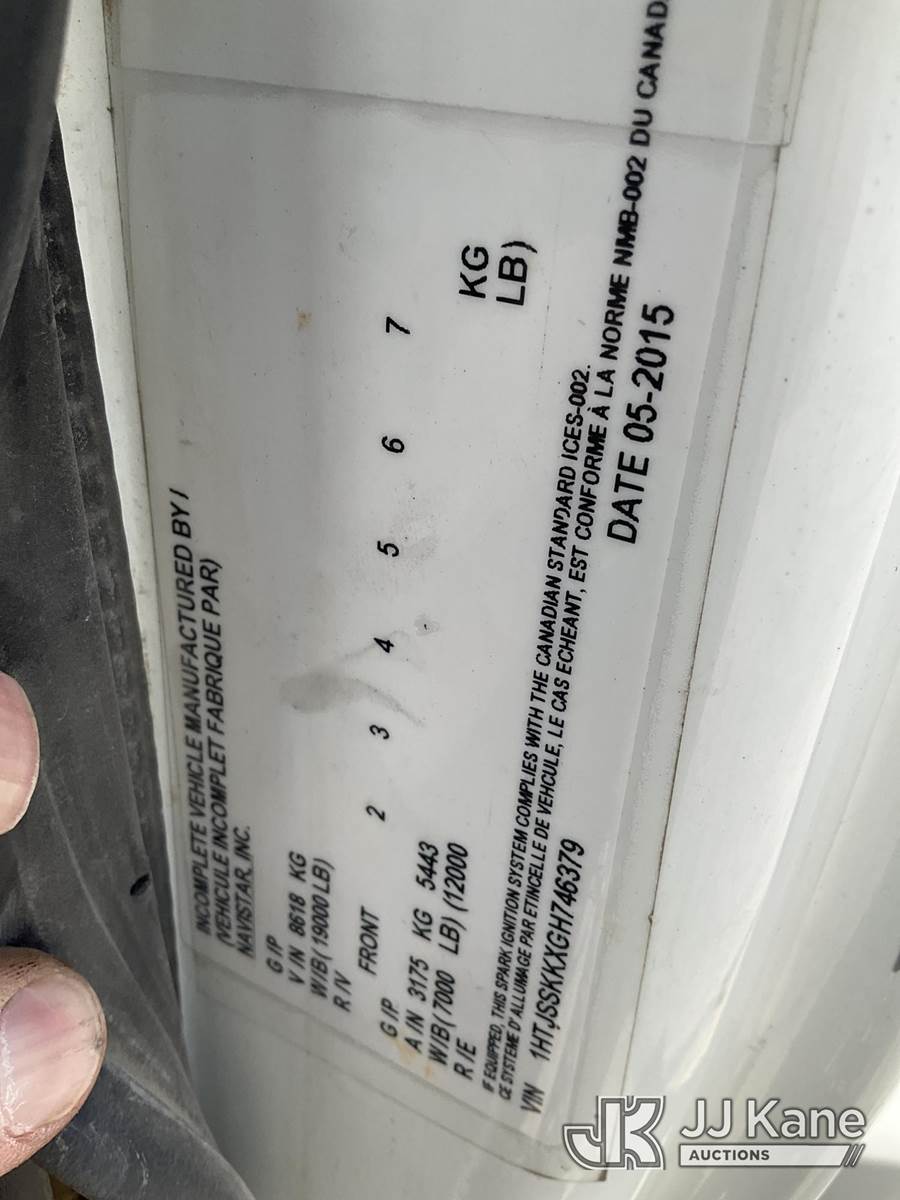 INCOMPLETE VEHICLE MANUFACTURED BY /
(VEHICULE INCOMPLET FABRIQUE PAR)
NAVISTAR, INC.
G /P
V IN 8618 KG
W/B (19000 LB)
R /V
FRONT 2 3 4 5 6 7
G /P
A /N 3175 KG 5443 KG
W/B (7000 LB) (12000 LB)
R /E
IF EQUIPPED, THIS SPARK IGNITION SYSTEM COMPLIES WITH THE CANADIAN STANDARD ICES-002.
CE SYSTEME D' ALLUMAGE PAR ETINCELLE DE VEHCULE, LE CAS ECHEANT, EST CONFORME À LA NORME NMB-002 DU CANAD
VIN 1HTJSSKKXGH746379 DATE 05-2015
JK JJ Kane
AUCTIONS